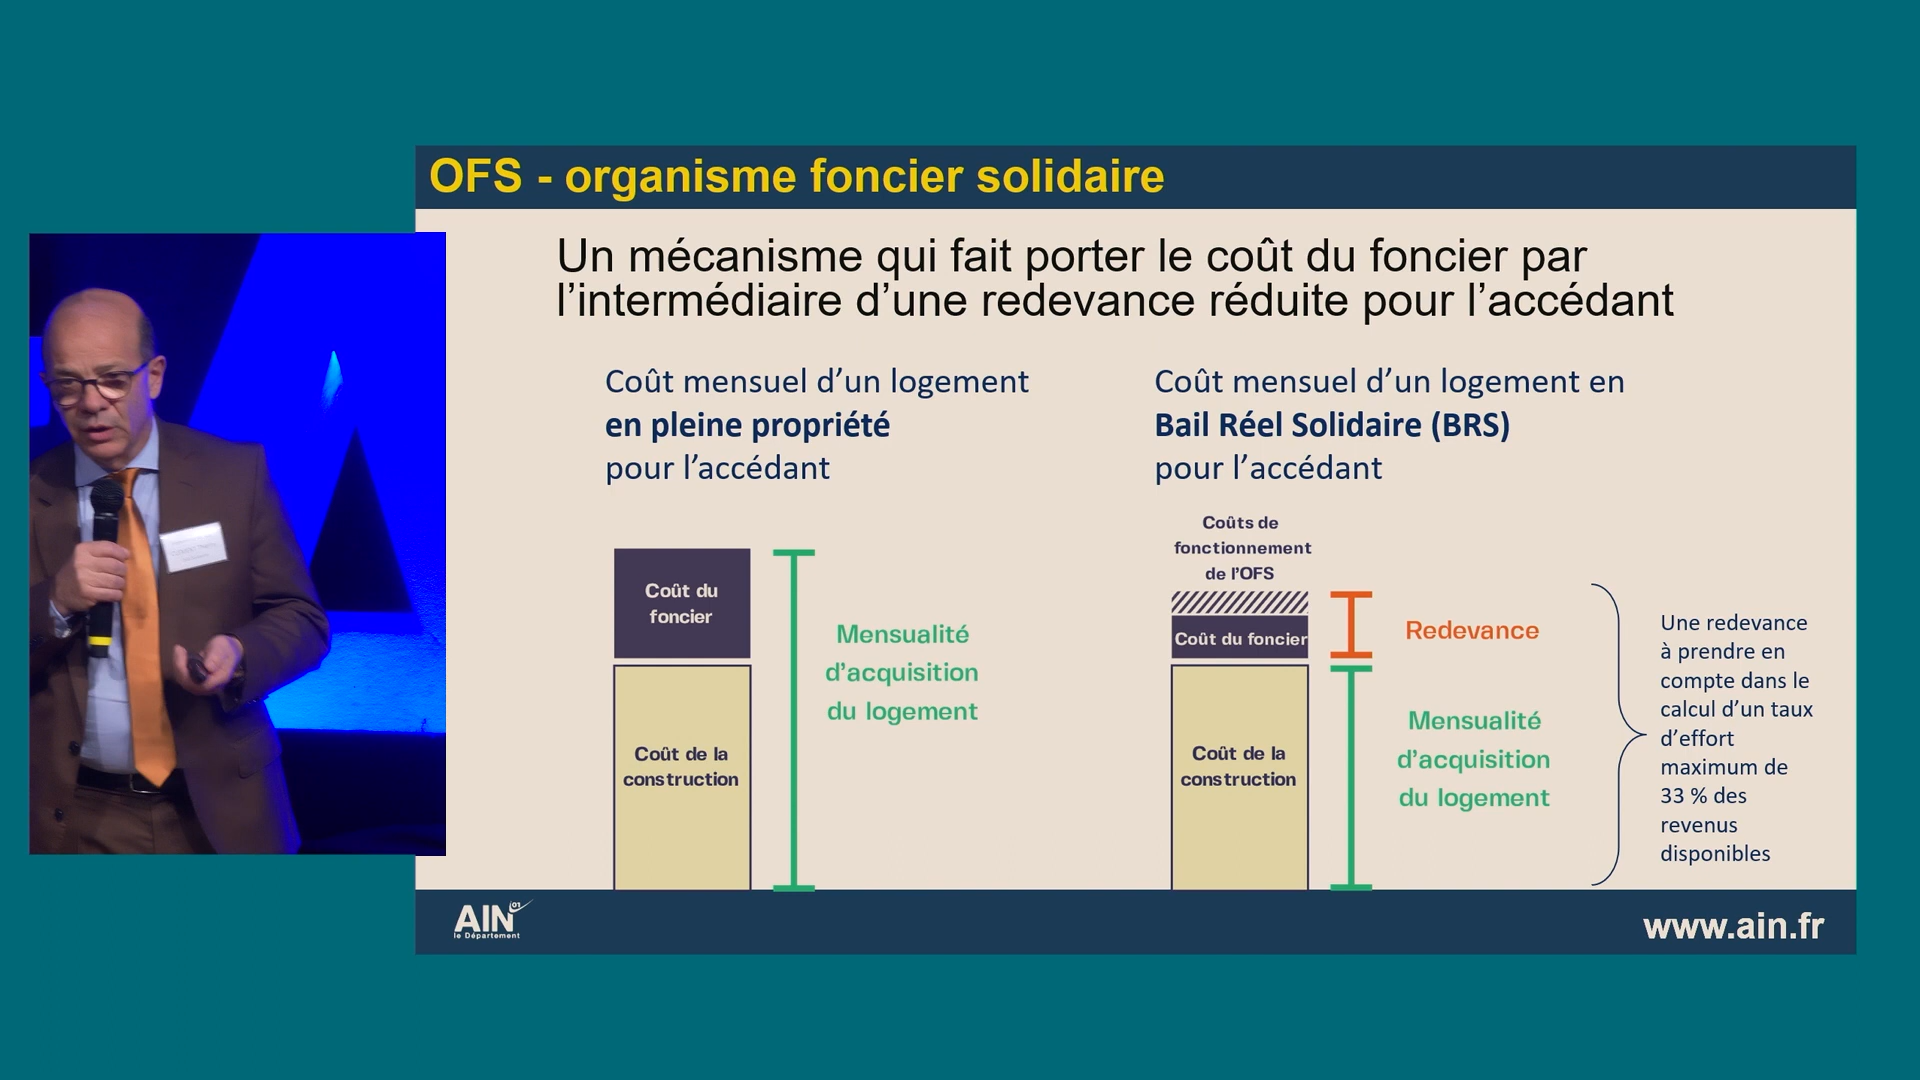 OFS - organisme foncier solidaire
Un mécanisme qui fait porter le coût du foncier par
l’intermédiaire d’une redevance réduite pour l’accédant
Coût mensuel d’un logement
en pleine propriété
pour l’accédant
Coût du
foncier
Coût de la
construction
Mensualité
d’acquisition
du logement
Coût mensuel d’un logement en
Bail Réel Solidaire (BRS)
pour l’accédant
Coûts de
fonctionnement
de l’OFS
Coût du foncier
Coût de la
construction
Redevance
Mensualité
d’acquisition
du logement
Une redevance
à prendre en
compte dans le
calcul d’un taux
d’effort
maximum de
33 % des
revenus
disponibles
AIN 01
le Département
www.ain.fr